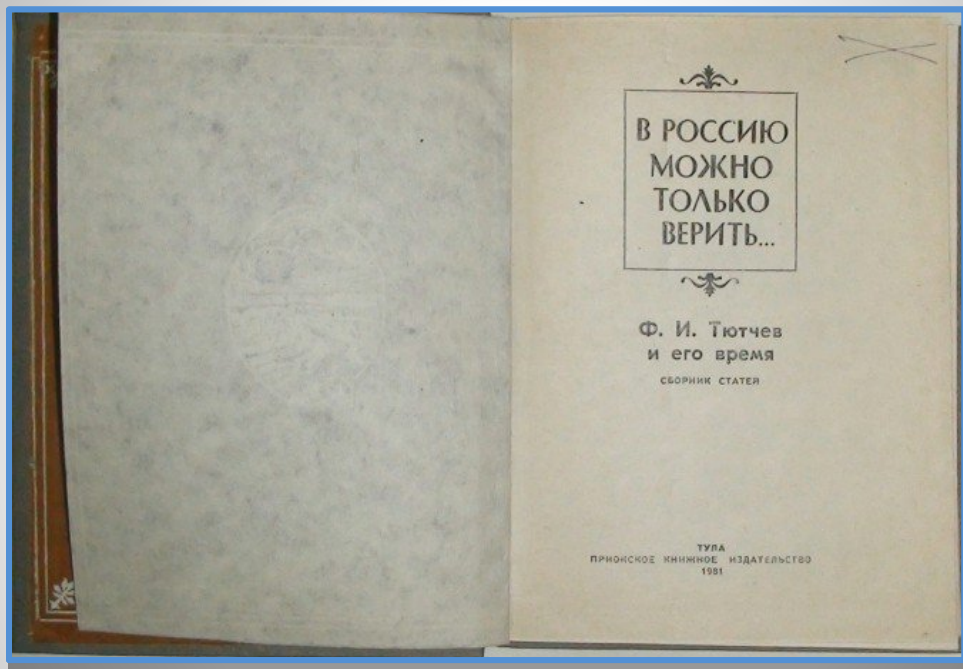 В РОССИЮ
МОЖНО
ТОЛЬКО
ВЕРИТЬ...
Ф. И. Тютчев
и его время
СБОРНИК СТАТЕЙ
ТУЛА
ПРИОКСКОЕ КНИЖНОЕ ИЗДАТЕЛЬСТВО
1981